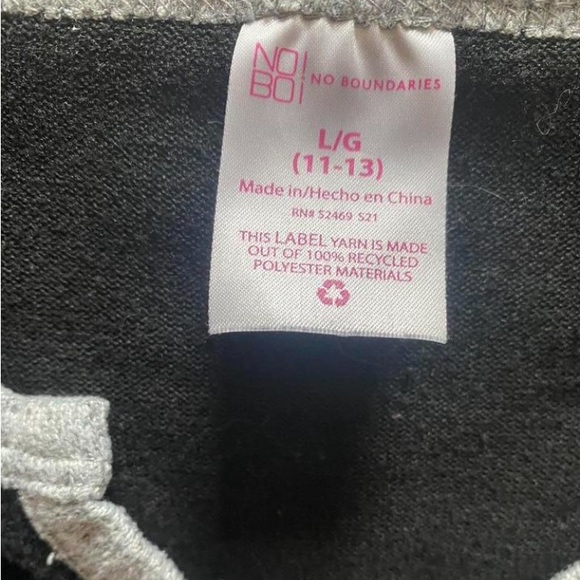 NO!
BO!
NO BOUNDARIES
L/G
(11-13)
Made in/Hecho en China
RN# 52469 S21
THIS LABEL YARN IS MADE
OUT OF 100% RECYCLED
POLYESTER MATERIALS